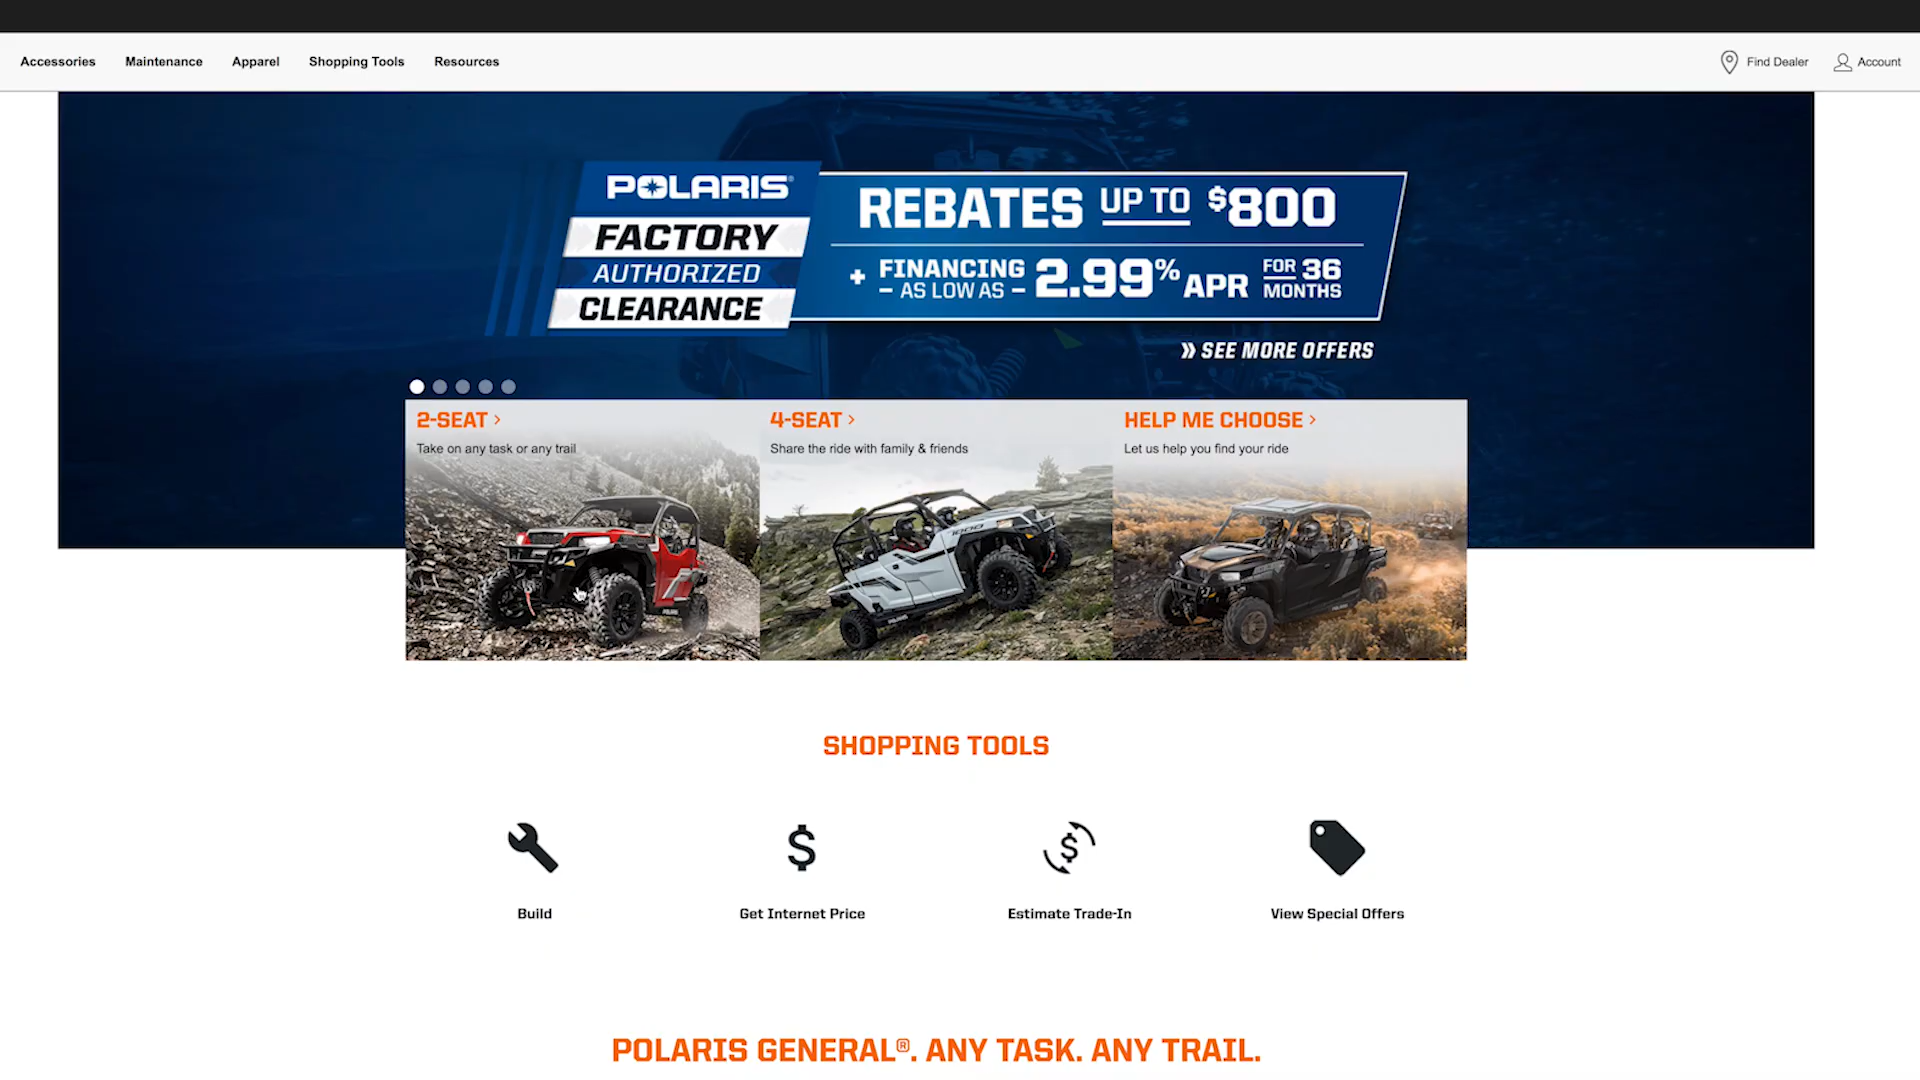 Accessories Maintenance Apparel Shopping Tools Resources Find Dealer Account
POLARIS®
FACTORY
AUTHORIZED
CLEARANCE
REBATES UP TO $800
+ FINANCING
– AS LOW AS –
2.99% APR
FOR 36
MONTHS
» SEE MORE OFFERS
2-SEAT >
Take on any task or any trail
4-SEAT >
Share the ride with family & friends
HELP ME CHOOSE >
Let us help you find your ride
SHOPPING TOOLS
Build
Get Internet Price
Estimate Trade-In
View Special Offers
POLARIS GENERAL®. ANY TASK. ANY TRAIL.